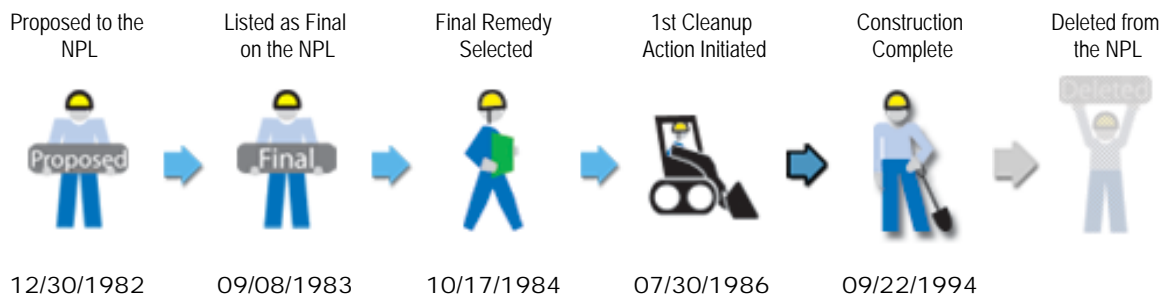 Proposed to the
NPL
Listed as Final
on the NPL
Final Remedy
Selected
1st Cleanup
Action Initiated
Construction
Complete
Deleted from
the NPL
Proposed
Final
Deleted
12/30/1982
09/08/1983
10/17/1984
07/30/1986
09/22/1994